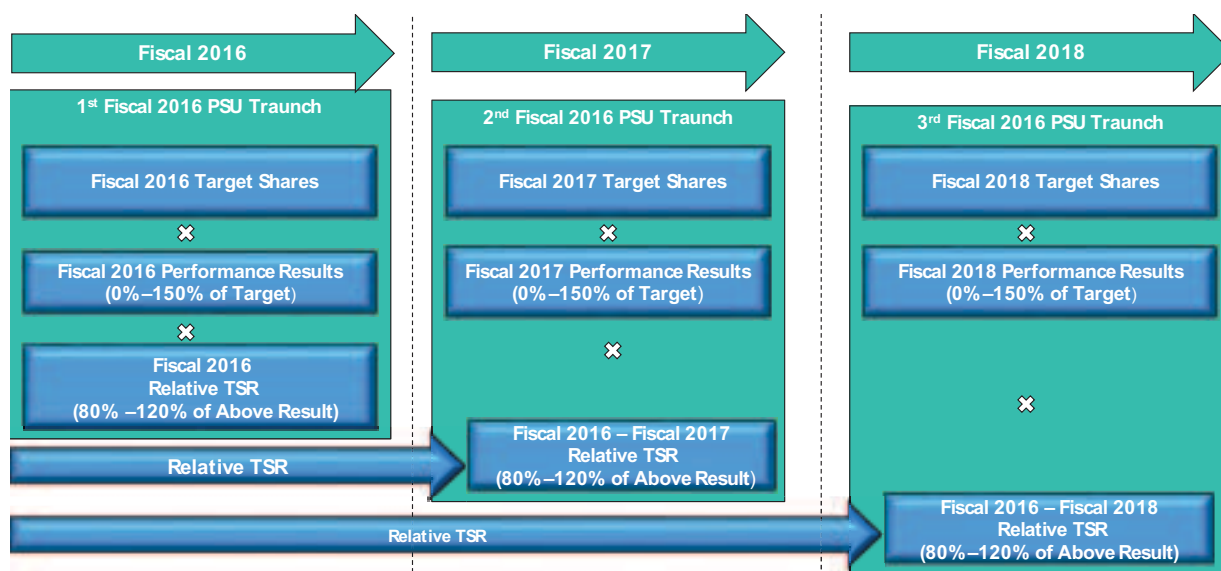 Fiscal 2016
Fiscal 2017
Fiscal 2018
1st Fiscal 2016 PSU Traunch
Fiscal 2016 Target Shares
Fiscal 2016 Performance Results
(0%–150% of Target)
Fiscal 2016
Relative TSR
(80% –120% of Above Result)
2nd Fiscal 2016 PSU Traunch
Fiscal 2017 Target Shares
Fiscal 2017 Performance Results
(0%–150% of Target)
Fiscal 2016 – Fiscal 2017
Relative TSR
(80%–120% of Above Result)
3rd Fiscal 2016 PSU Traunch
Fiscal 2018 Target Shares
Fiscal 2018 Performance Results
(0%–150% of Target)
Fiscal 2016 – Fiscal 2018
Relative TSR
(80%–120% of Above Result)
Relative TSR
Relative TSR